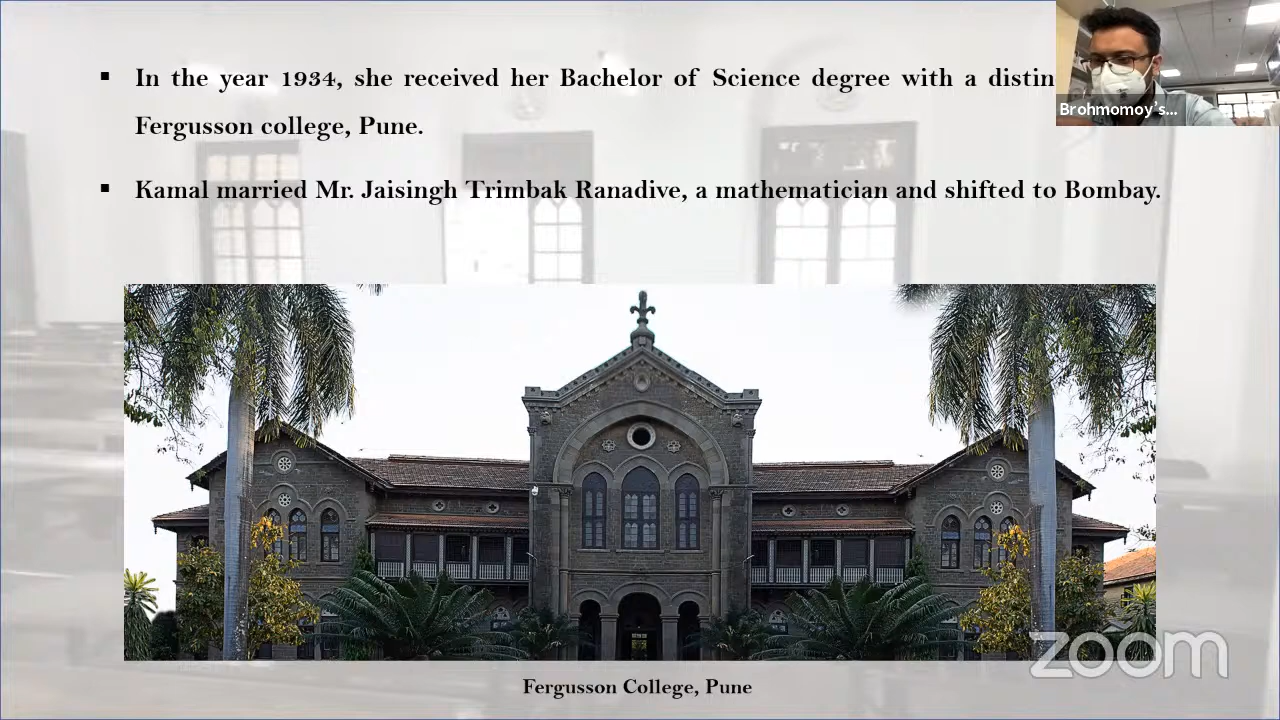 ▪ In the year 1934, she received her Bachelor of Science degree with a
Fergusson college, Pune.
▪ Kamal married Mr. Jaisingh Trimbak Ranadive, a mathematician and shifted to Bombay.
Fergusson College, Pune
Brohmomoy's...
zoom